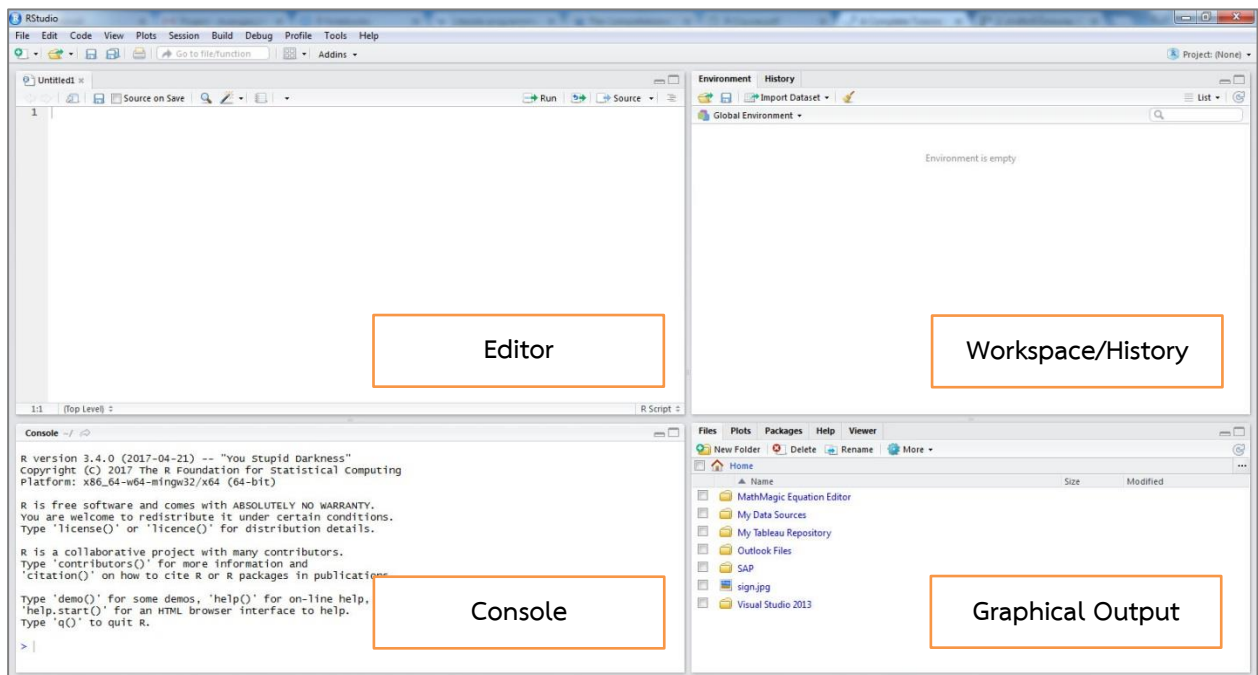 RStudio
File Edit Code View Plots Session Build Debug Profile Tools Help
Go to file/function Addins Project: (None)
Untitled1
Source on Save Run Source
1
1:1 (Top Level) R Script
Editor
Environment History
Import Dataset List
Global Environment
Environment is empty
Workspace/History
Console ~/
R version 3.4.0 (2017-04-21) -- "You Stupid Darkness"
Copyright (C) 2017 The R Foundation for Statistical Computing
Platform: x86_64-w64-mingw32/x64 (64-bit)
R is free software and comes with ABSOLUTELY NO WARRANTY.
You are welcome to redistribute it under certain conditions.
Type 'license()' or 'licence()' for distribution details.
R is a collaborative project with many contributors.
Type 'contributors()' for more information and
'citation()' on how to cite R or R packages in publications
Type 'demo()' for some demos, 'help()' for on-line help,
'help.start()' for an HTML browser interface to help.
Type 'q()' to quit R.
>
Console
Files Plots Packages Help Viewer
New Folder Delete Rename More
Home ...
Name Size Modified
MathMagic Equation Editor
My Data Sources
My Tableau Repository
Outlook Files
SAP
sign.jpg
Visual Studio 2013
Graphical Output